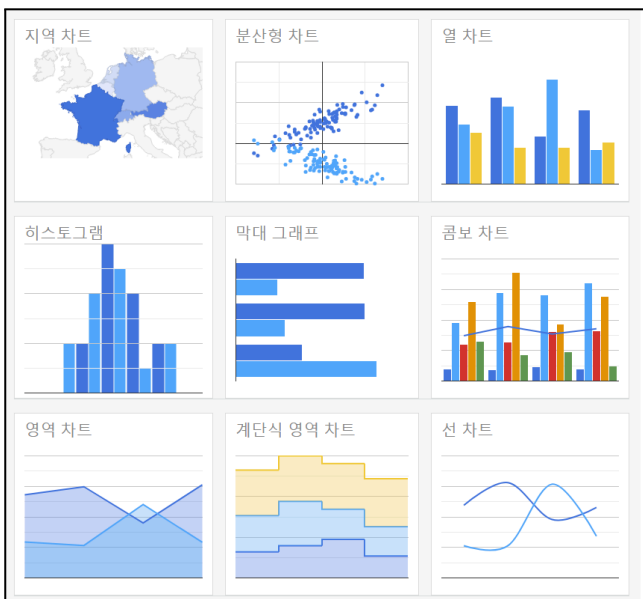 지역 차트
분산형 차트
열 차트
히스토그램
막대 그래프
콤보 차트
영역 차트
계단식 영역 차트
선 차트